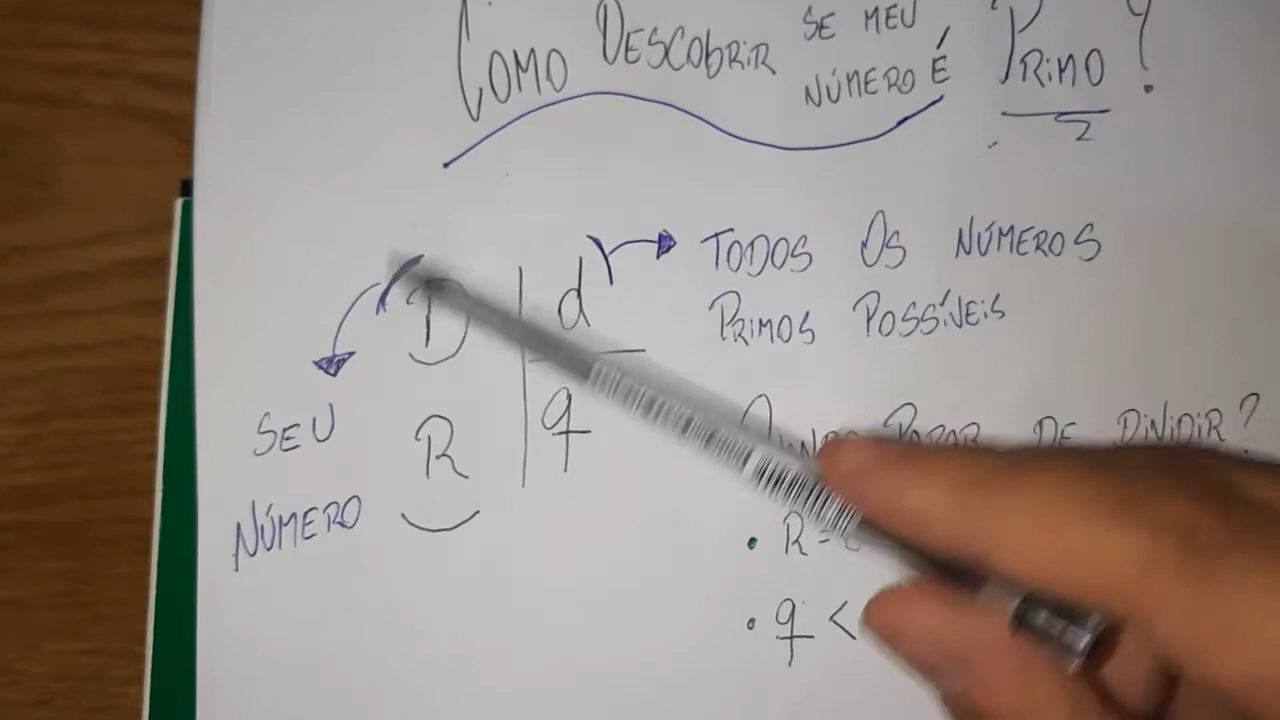 COMO DESCOBRIR SE MEU
NÚMERO É PRIMO?
D d
TODOS OS NÚMEROS
PRIMOS POSSÍVEIS
SEU
NÚMERO
R q
DE DIVIDIR?
• R =
• q <